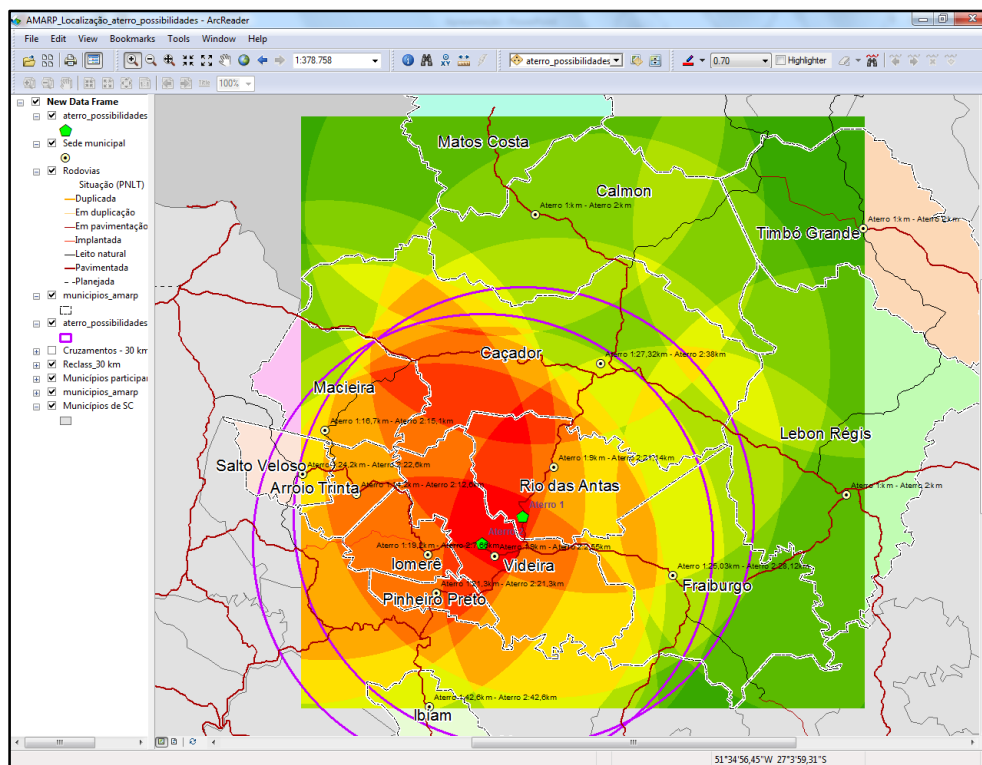 AMARP_Localização_aterro_possibilidades - ArcReader
File Edit View Bookmarks Tools Window Help
1:378.758
aterro_possibilidades
0.70
Highlighter
100%
New Data Frame
aterro_possibilidades
Sede municipal
Rodovias
Situação (PNLT)
Duplicada
Em duplicação
Em pavimentação
Implantada
Leito natural
Pavimentada
Planejada
municipios_amarp
aterro_possibilidades
Cruzamentos - 30 km
Reclass_30 km
Municípios participan
municipios_amarp
Municípios de SC
Matos Costa
Calmon
Aterro 1:km - Aterro 2:km
Timbó Grande
Aterro 1:km - Aterro 2:km
Caçador
Aterro 1:27,32km - Aterro 2:38km
Macieira
Aterro 1:16,7km - Aterro 2:15,1km
Lebon Régis
Salto Veloso
Aterro 1:24,2km - Aterro 2:22,6km
Arroio Trinta
Rio das Antas
Aterro 1:km - Aterro 2:km
Aterro 1
Iomerê
Videira
Aterro 1:25,03km - Aterro 2:28,12km
Fraiburgo
Aterro 1:21,3km - Aterro 2:21,3km
Pinheiro Preto
Aterro 1:42,6km - Aterro 2:42,6km
Ibiam
51°34'56,45"W 27°3'59,31"S